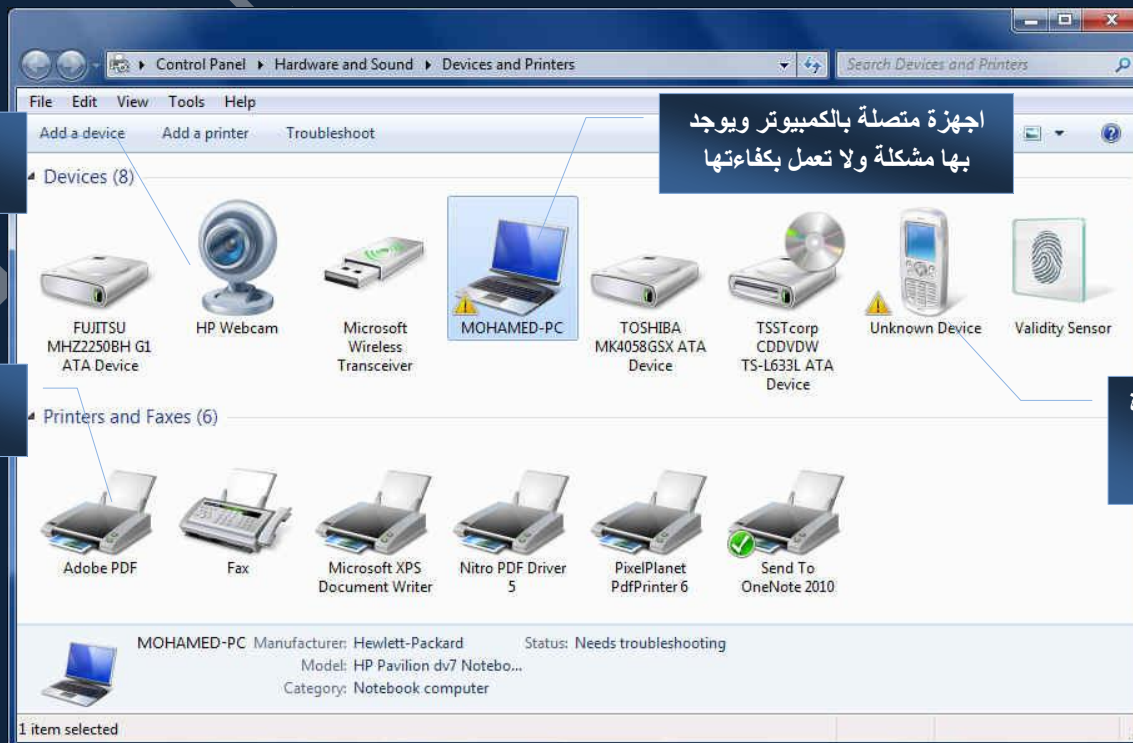 Control Panel Hardware and Sound Devices and Printers
Search Devices and Printers
File Edit View Tools Help
Add a device Add a printer Troubleshoot
اجهزة متصلة بالكمبيوتر ويوجد
بها مشكلة ولا تعمل بكفاءتها
Devices (8)
FUJITSU
MHZ2250BH G1
ATA Device
HP Webcam
Microsoft
Wireless
Transceiver
MOHAMED-PC
TOSHIBA
MK4058GSX ATA
Device
TSSTcorp
CDDVDW
TS-L633L ATA
Device
Unknown Device
Validity Sensor
Printers and Faxes (6)
Adobe PDF
Fax
Microsoft XPS
Document Writer
Nitro PDF Driver
5
PixelPlanet
PdfPrinter 6
Send To
OneNote 2010
MOHAMED-PC Manufacturer: Hewlett-Packard Status: Needs troubleshooting
Model: HP Pavilion dv7 Notebo...
Category: Notebook computer
1 item selected